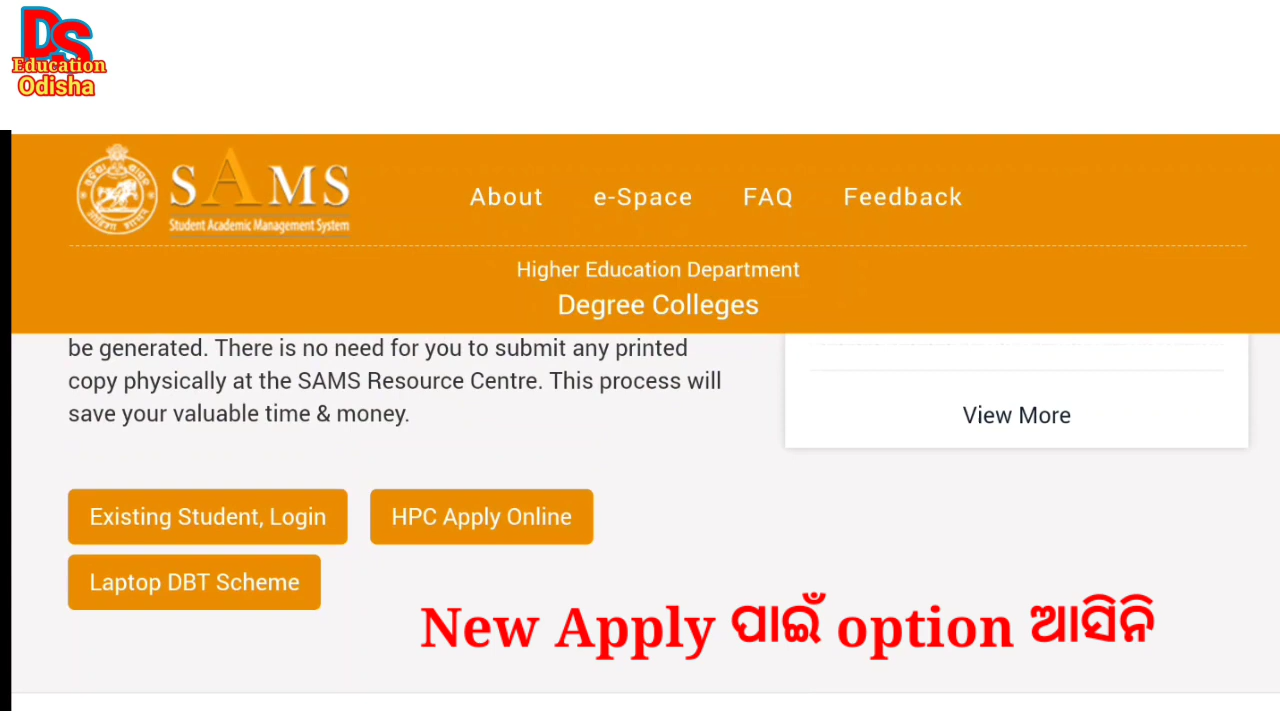 DS
Education
Odisha
SAMS
Student Academic Management System
About e-Space FAQ Feedback
Higher Education Department
Degree Colleges
be generated. There is no need for you to submit any printed
copy physically at the SAMS Resource Centre. This process will
save your valuable time & money.
View More
Existing Student, Login HPC Apply Online
Laptop DBT Scheme
New Apply ପାଇଁ option ଆସିନି